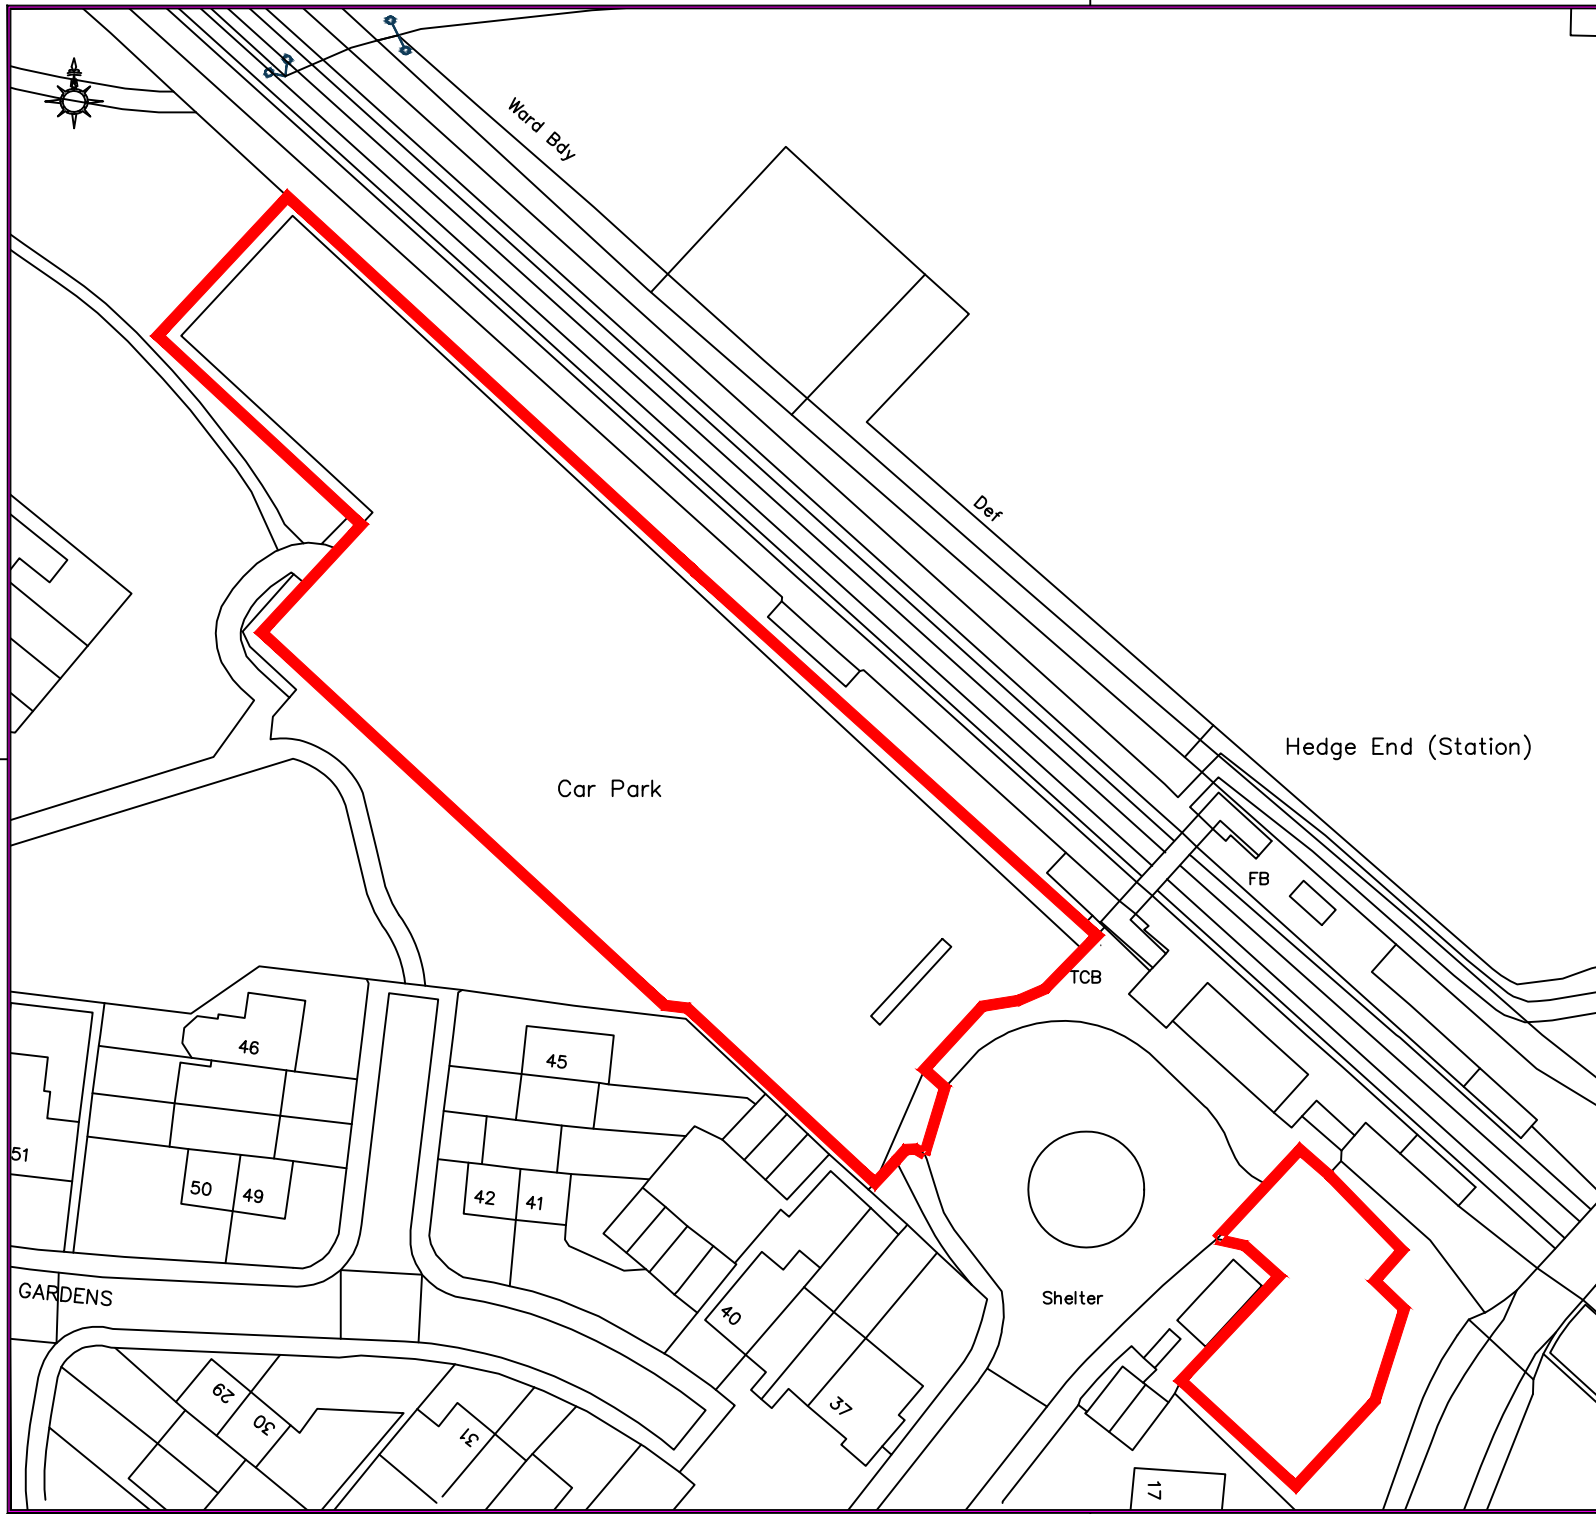 Ward Bdy
Def
Hedge End (Station)
Car Park
FB
TCB
46
45
51
50
49
42
41
GARDENS
Shelter
40
37
29
30
31
17